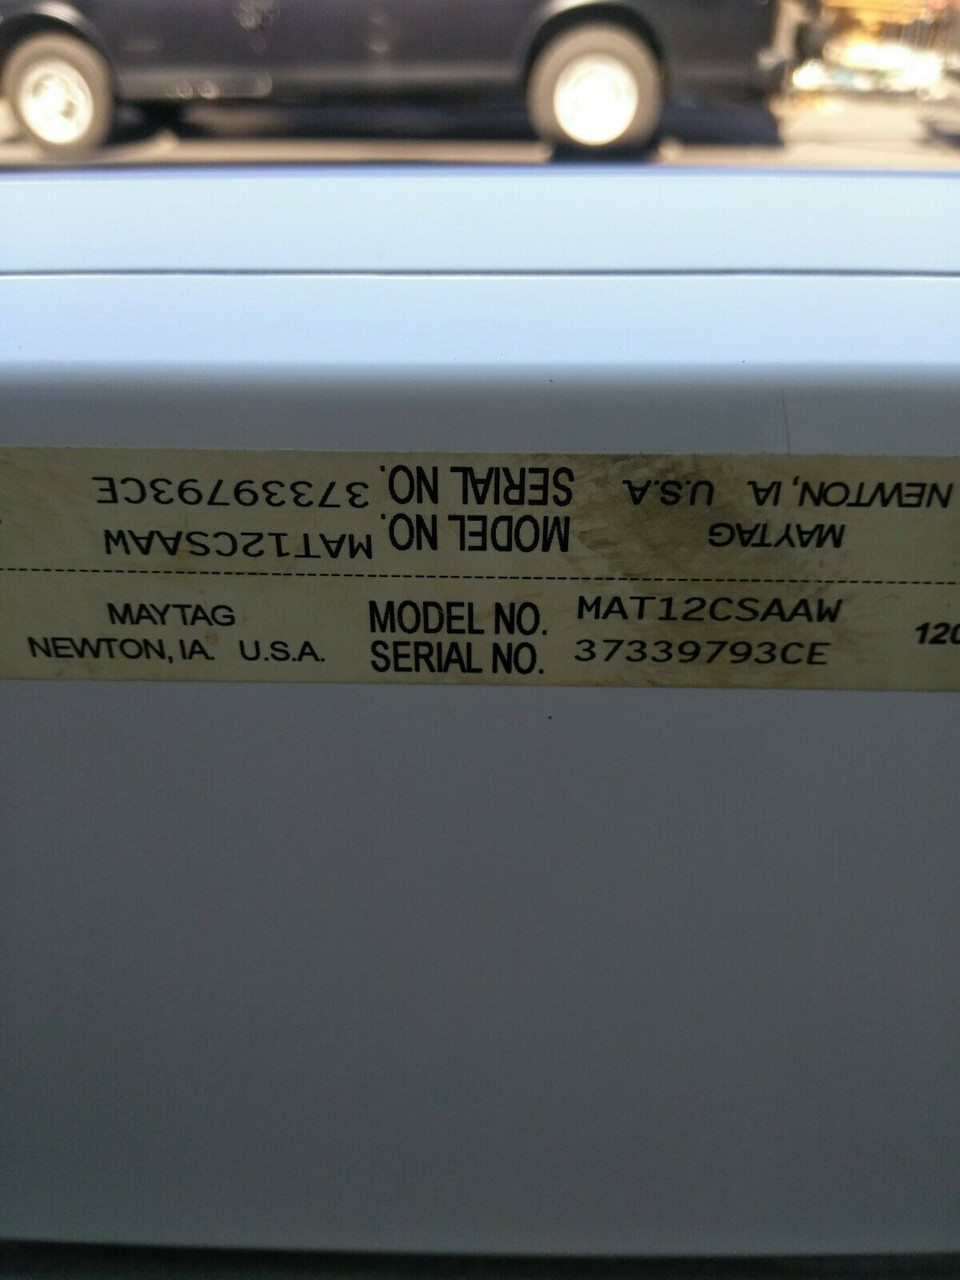 NEWTON, IA. U.S.A. SERIAL NO. 37339793CE
MAYTAG MODEL NO. MAT12CSAAW
MAYTAG MODEL NO. MAT12CSAAW
NEWTON, IA. U.S.A. SERIAL NO. 37339793CE
120